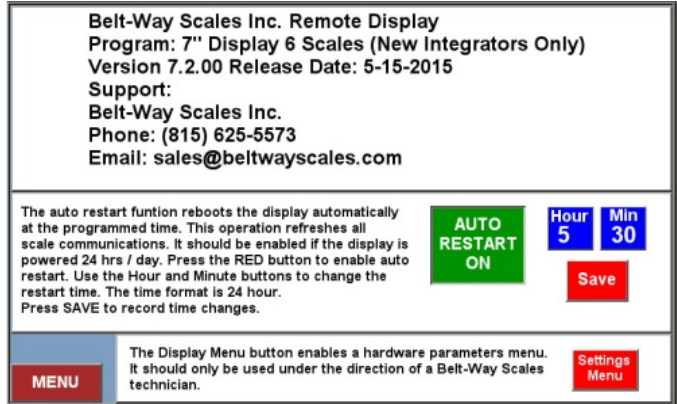 Belt-Way Scales Inc. Remote Display
Program: 7" Display 6 Scales (New Integrators Only)
Version 7.2.00 Release Date: 5-15-2015
Support:
Belt-Way Scales Inc.
Phone: (815) 625-5573
Email: sales@beltwayscales.com
The auto restart funtion reboots the display automatically
at the programmed time. This operation refreshes all
scale communications. It should be enabled if the display is
powered 24 hrs / day. Press the RED button to enable auto
restart. Use the Hour and Minute buttons to change the
restart time. The time format is 24 hour.
Press SAVE to record time changes.
AUTO
RESTART
ON
Hour
5
Min
30
Save
MENU
The Display Menu button enables a hardware parameters menu.
It should only be used under the direction of a Belt-Way Scales
technician.
Settings
Menu